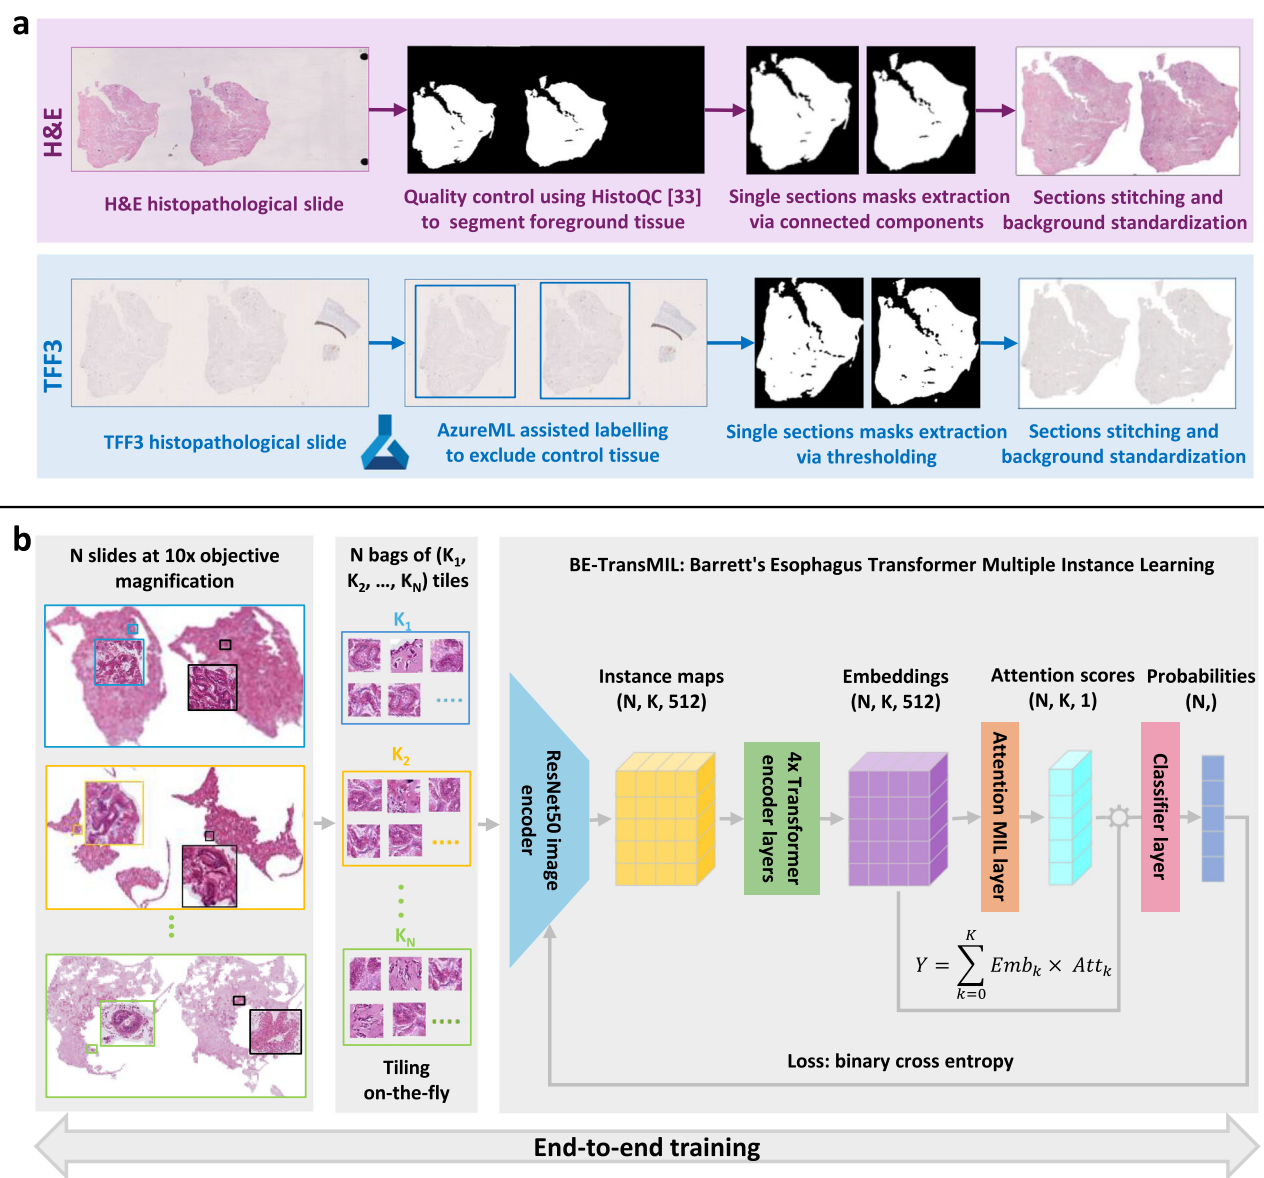 a
H&E
H&E histopathological slide
Quality control using HistoQC [33]
to segment foreground tissue
Single sections masks extraction
via connected components
Sections stitching and
background standardization
TFF3
TFF3 histopathological slide
AzureML assisted labelling
to exclude control tissue
Single sections masks extraction
via thresholding
Sections stitching and
background standardization
b
N slides at 10x objective
magnification
N bags of (K1,
K2, ..., KN) tiles
K1
K2
KN
Tiling
on-the-fly
BE-TransMIL: Barrett's Esophagus Transformer Multiple Instance Learning
ResNet50 image
encoder
Instance maps
(N, K, 512)
4x Transformer
encoder layers
Embeddings
(N, K, 512)
Attention MIL layer
Attention scores
(N, K, 1)
Classifier
layer
Probabilities
(N,)
Y = ∑_{k=0}^{K} Emb_k × Att_k
Loss: binary cross entropy
End-to-end training